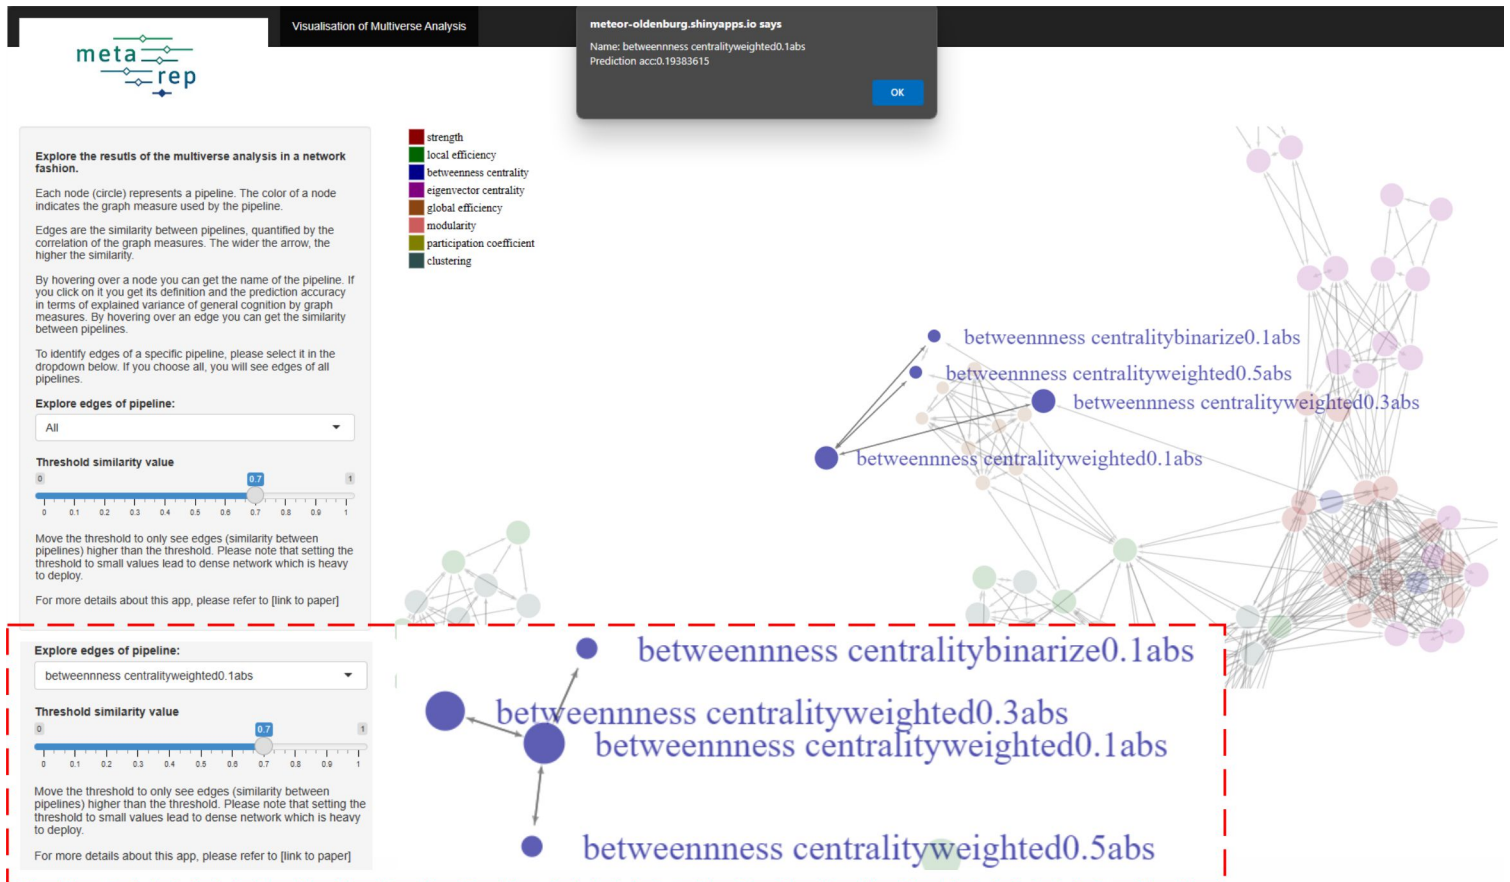 Visualisation of Multiverse Analysis
meta
rep
meteor-oldenburg.shinyapps.io says
Name: betweennness centralityweighted0.1abs
Prediction acc:0.19383615
OK
Explore the resutls of the multiverse analysis in a network
fashion.
Each node (circle) represents a pipeline. The color of a node
indicates the graph measure used by the pipeline.
Edges are the similarity between pipelines, quantified by the
correlation of the graph measures. The wider the arrow, the
higher the similarity.
By hovering over a node you can get the name of the pipeline. If
you click on it you get its definition and the prediction accuracy
in terms of explained variance of general cognition by graph
measures. By hovering over an edge you can get the similarity
between pipelines.
To identify edges of a specific pipeline, please select it in the
dropdown below. If you choose all, you will see edges of all
pipelines.
Explore edges of pipeline:
All
Threshold similarity value
0 0.7 1
0 0.1 0.2 0.3 0.4 0.5 0.6 0.7 0.8 0.9 1
Move the threshold to only see edges (similarity between
pipelines) higher than the threshold. Please note that setting the
threshold to small values lead to dense network which is heavy
to deploy.
For more details about this app, please refer to [link to paper]
strength
local efficiency
betweenness centrality
eigenvector centrality
global efficiency
modularity
participation coefficient
clustering
betweennness centralitybinarize0.1abs
betweennness centralityweighted0.5abs
betweennness centralityweighted0.3abs
betweennness centralityweighted0.1abs
Explore edges of pipeline:
betweennness centralityweighted0.1abs
Threshold similarity value
0 0.7 1
0 0.1 0.2 0.3 0.4 0.5 0.6 0.7 0.8 0.9 1
Move the threshold to only see edges (similarity between
pipelines) higher than the threshold. Please note that setting the
threshold to small values lead to dense network which is heavy
to deploy.
For more details about this app, please refer to [link to paper]
betweennness centralitybinarize0.1abs
betweennness centralityweighted0.3abs
betweennness centralityweighted0.1abs
betweennness centralityweighted0.5abs